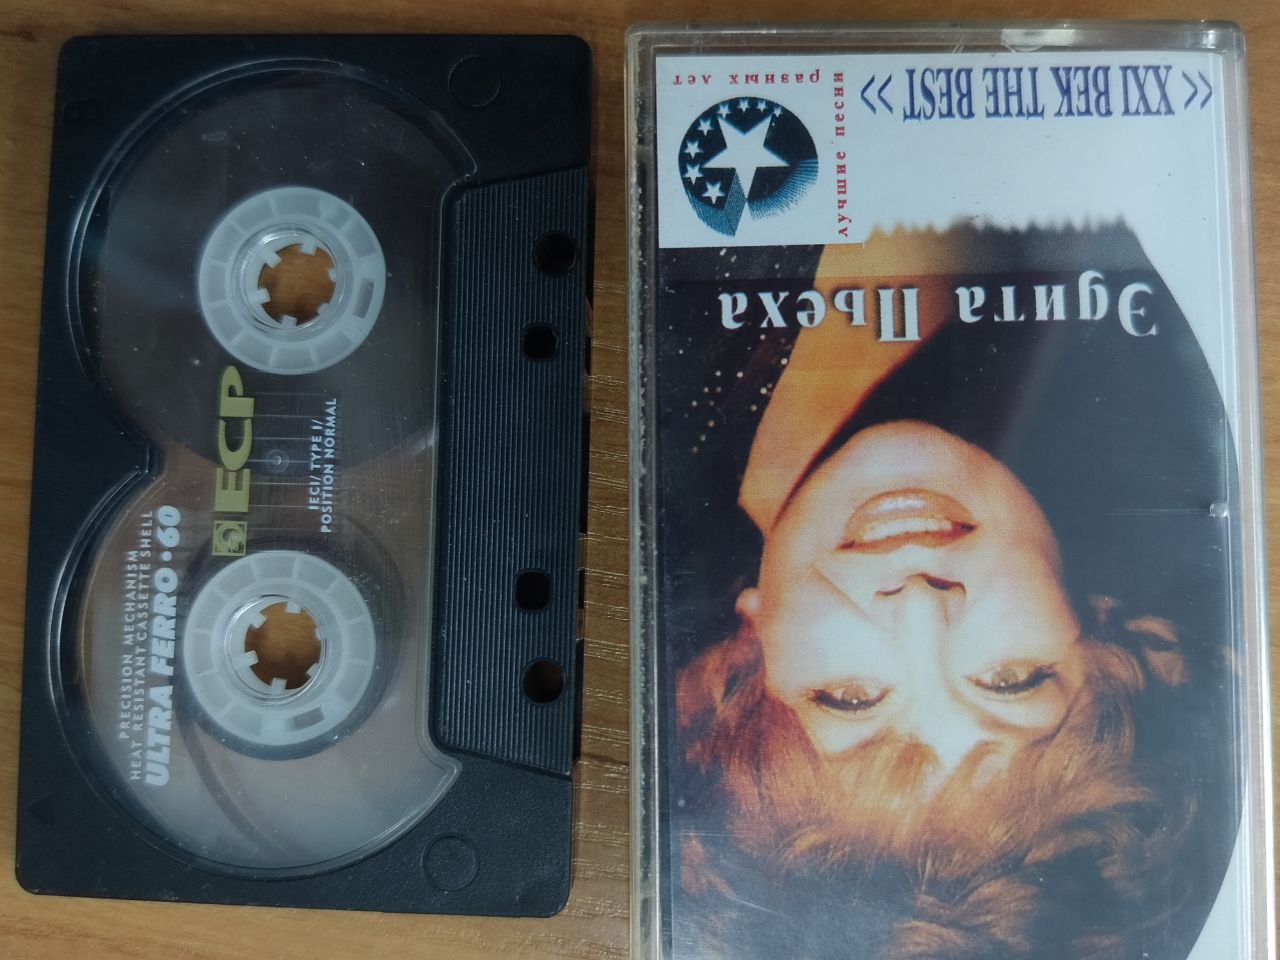 PRECISION MECHANISM
HEAT RESISTANT CASSETTE SHELL
ULTRA FERRO•60
ECP
IECI/ TYPE I/
POSITION NORMAL
<< XXI ВЕК THE BEST >>
лучшие песни
разных лет
Эдита Пьеха